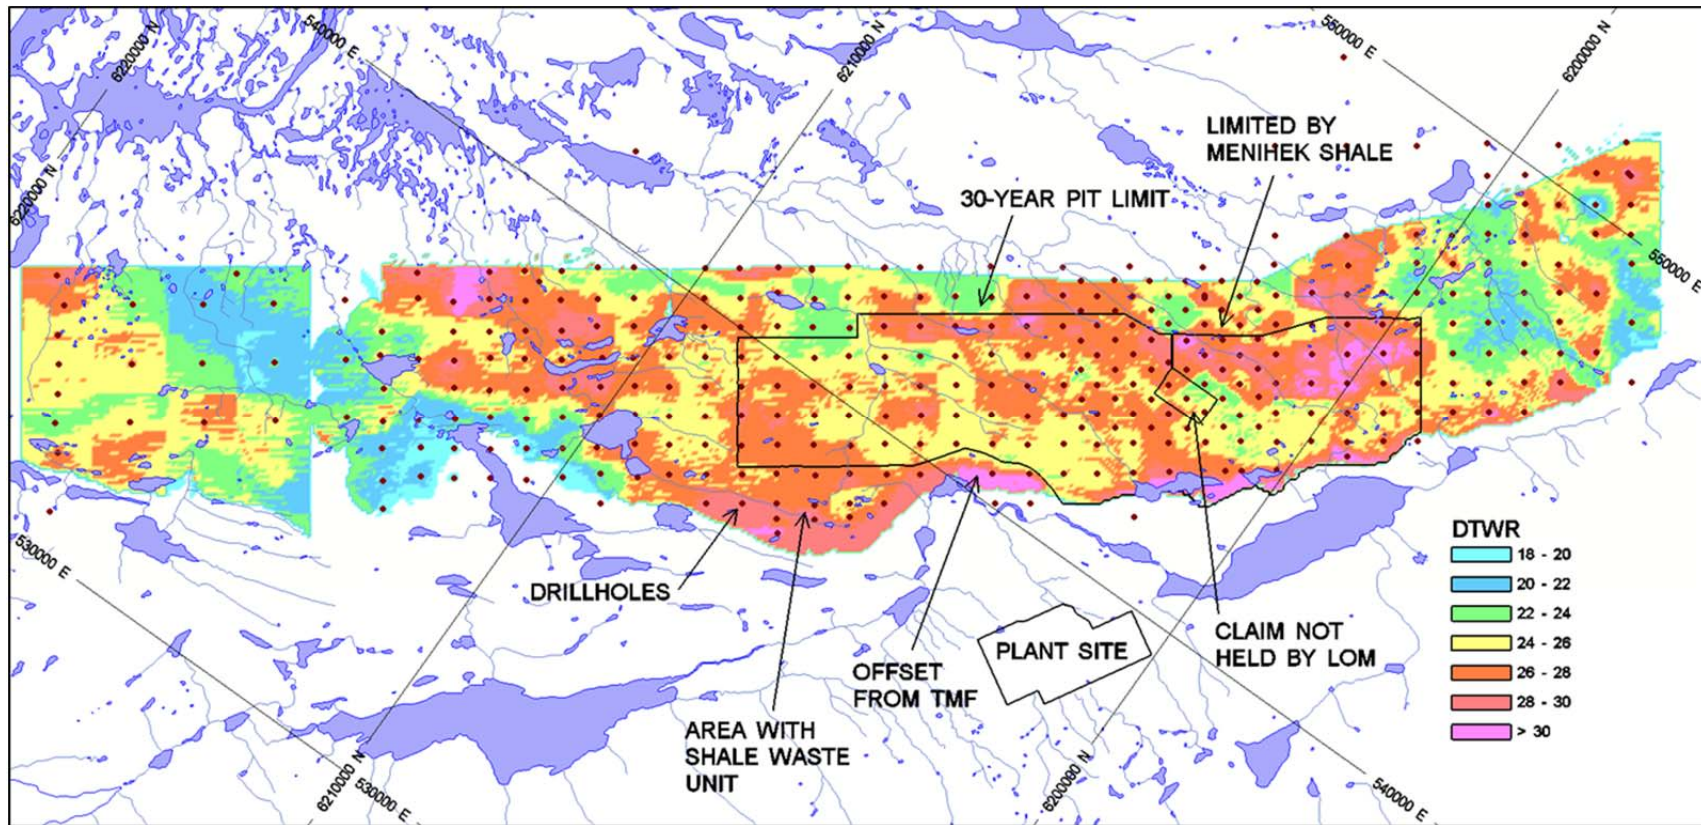 540000 E
6220000 N
6210000 N
550000 E
6200000 N
6220000 N
LIMITED BY
MENIHEK SHALE
30-YEAR PIT LIMIT
550000 E
530000 E
DRILLHOLES
AREA WITH
SHALE WASTE
UNIT
OFFSET
FROM TMF
PLANT SITE
CLAIM NOT
HELD BY LOM
DTWR
18 - 20
20 - 22
22 - 24
24 - 26
26 - 28
28 - 30
> 30
6210000 N
530000 E
6200000 N
540000 E